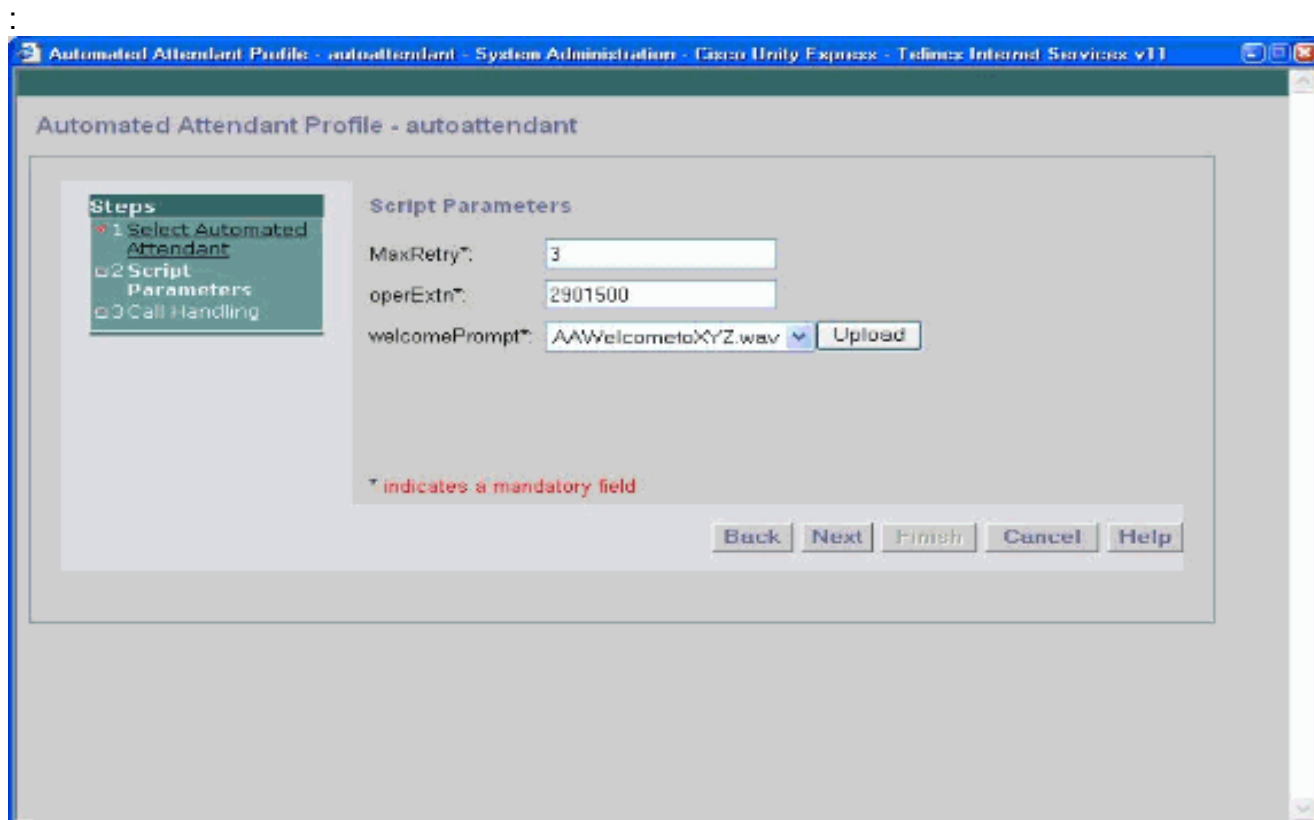 :
Automated Attendant Profile - autoattendant - System Administration - Cisco Unity Express - Telimex Internet Services v11
Automated Attendant Profile - autoattendant
Steps
1 Select Automated
Attendant
2 Script
Parameters
3 Call Handling
Script Parameters
MaxRetry*:
3
operExtn*:
2901500
welcomePrompt*:
AAWelcometoXYZ.wav
Upload
* indicates a mandatory field
Back
Next
Finish
Cancel
Help